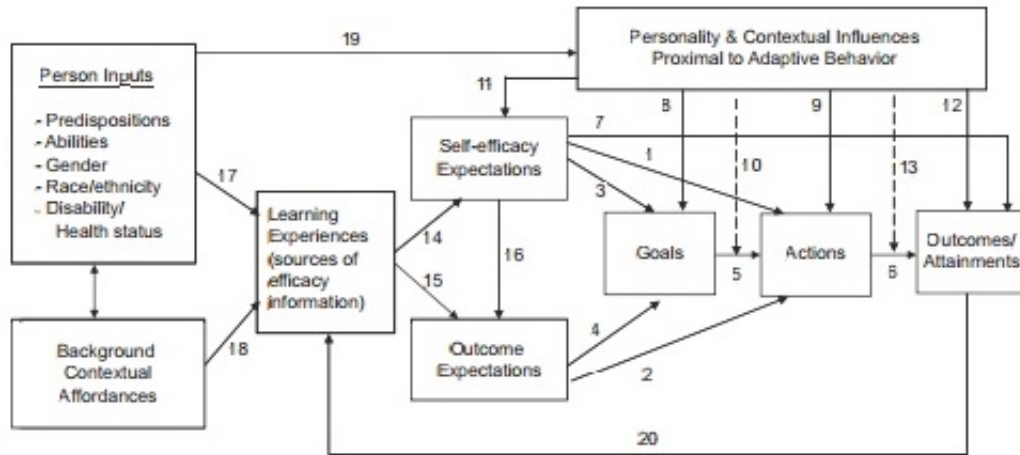 19
Person Inputs
- Predispositions
- Abilities
- Gender
- Race/ethnicity
- Disability/
Health status
Personality & Contextual Influences
Proximal to Adaptive Behavior
11
8
9
12
7
Self-efficacy
Expectations
1
10
13
3
17
Learning
Experiences
(sources of
efficacy
information)
14
15
16
Goals
5
Actions
6
Outcomes/
Attainments
4
2
Outcome
Expectations
18
Background
Contextual
Affordances
20